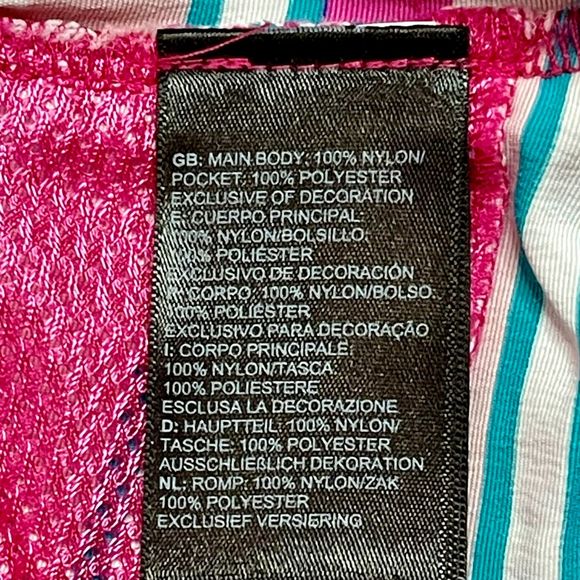 GB: MAIN BODY: 100% NYLON/
POCKET: 100% POLYESTER
EXCLUSIVE OF DECORATION
E: CUERPO PRINCIPAL
100% NYLON/BOLSILLO:
100% POLIÉSTER
EXCLUSIVO DE DECORACIÓN
P: CORPO: 100% NYLON/BOLSO:
100% POLIÉSTER
EXCLUSIVO PARA DECORAÇÃO
I: CORPO PRINCIPALE:
100% NYLON/TASCA:
100% POLIESTERE
ESCLUSA LA DECORAZIONE
D: HAUPTTEIL: 100% NYLON/
TASCHE: 100% POLYESTER
AUSSCHLIEßLICH DEKORATION
NL: ROMP: 100% NYLON/ZAK
100% POLYESTER
EXCLUSIEF VERSIERING